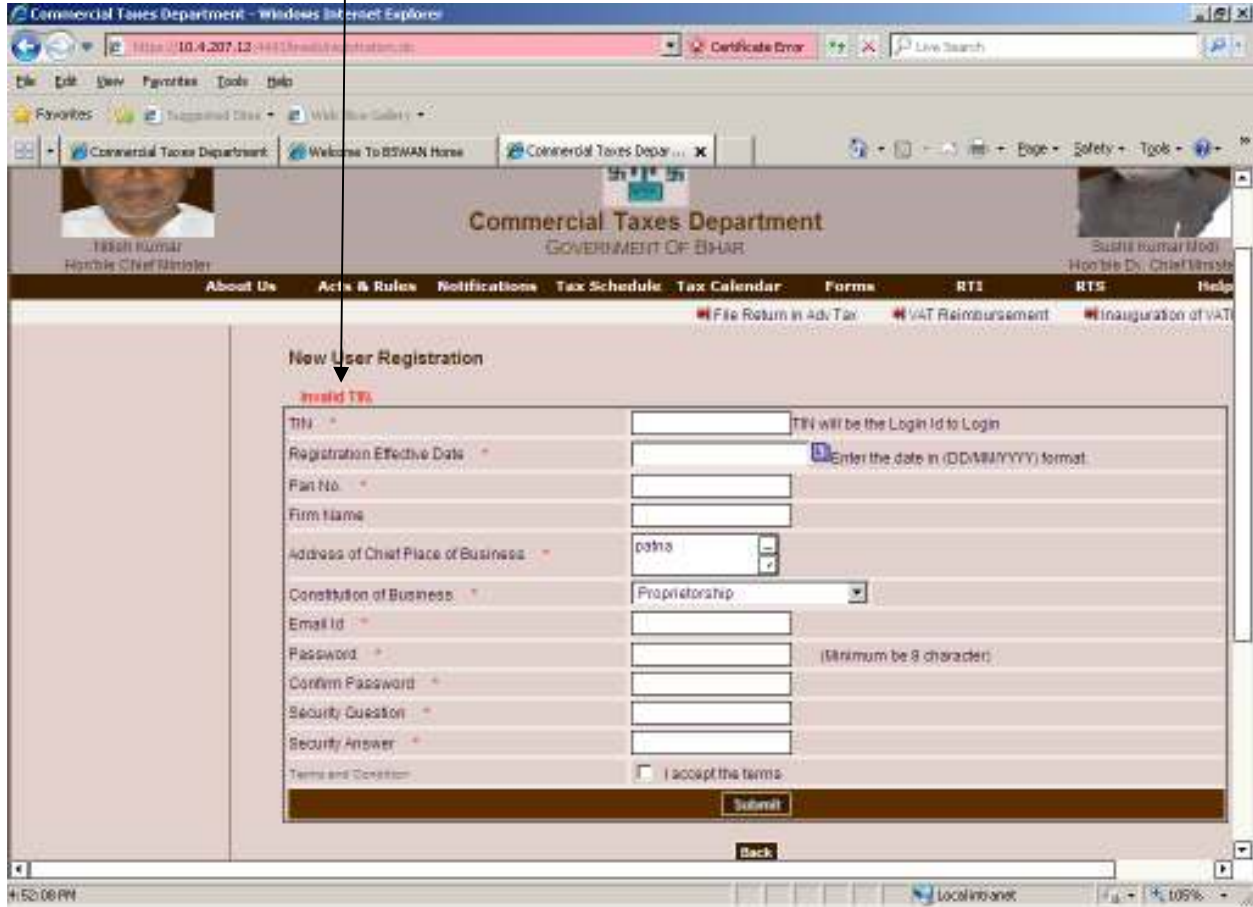 Commercial Taxes Department - Windows Internet Explorer
10.4.207.12
Certificate Error
Live Search
File Edit View Favorites Tools Help
Favorites
Commercial Taxes Department
Welcome To BSWAN Home
Commercial Taxes Depar...
Page
Safety
Tools
Commercial Taxes Department
GOVERNMENT OF BIHAR
Nitish Kumar
Hon'ble Chief Minister
Sushil Kumar Modi
Hon'ble Dy. Chief Ministe
About Us Acts & Rules Notifications Tax Schedule Tax Calendar Forms RTI RTS Help
File Return in Adv Tax VAT Reimbursement Inauguration of VATI
New User Registration
Invalid TIN.
TIN * TIN will be the Login Id to Login
Registration Effective Date * Enter the date in (DD/MM/YYYY) format.
Pan No. *
Firm Name
Address of Chief Place of Business * patna
Constitution of Business * Proprietorship
Email Id *
Password * (Minimum be 8 character)
Confirm Password *
Security Question *
Security Answer *
Terms and Condition I accept the terms
Submit
Back
4:52:08 PM
Local intranet
105%